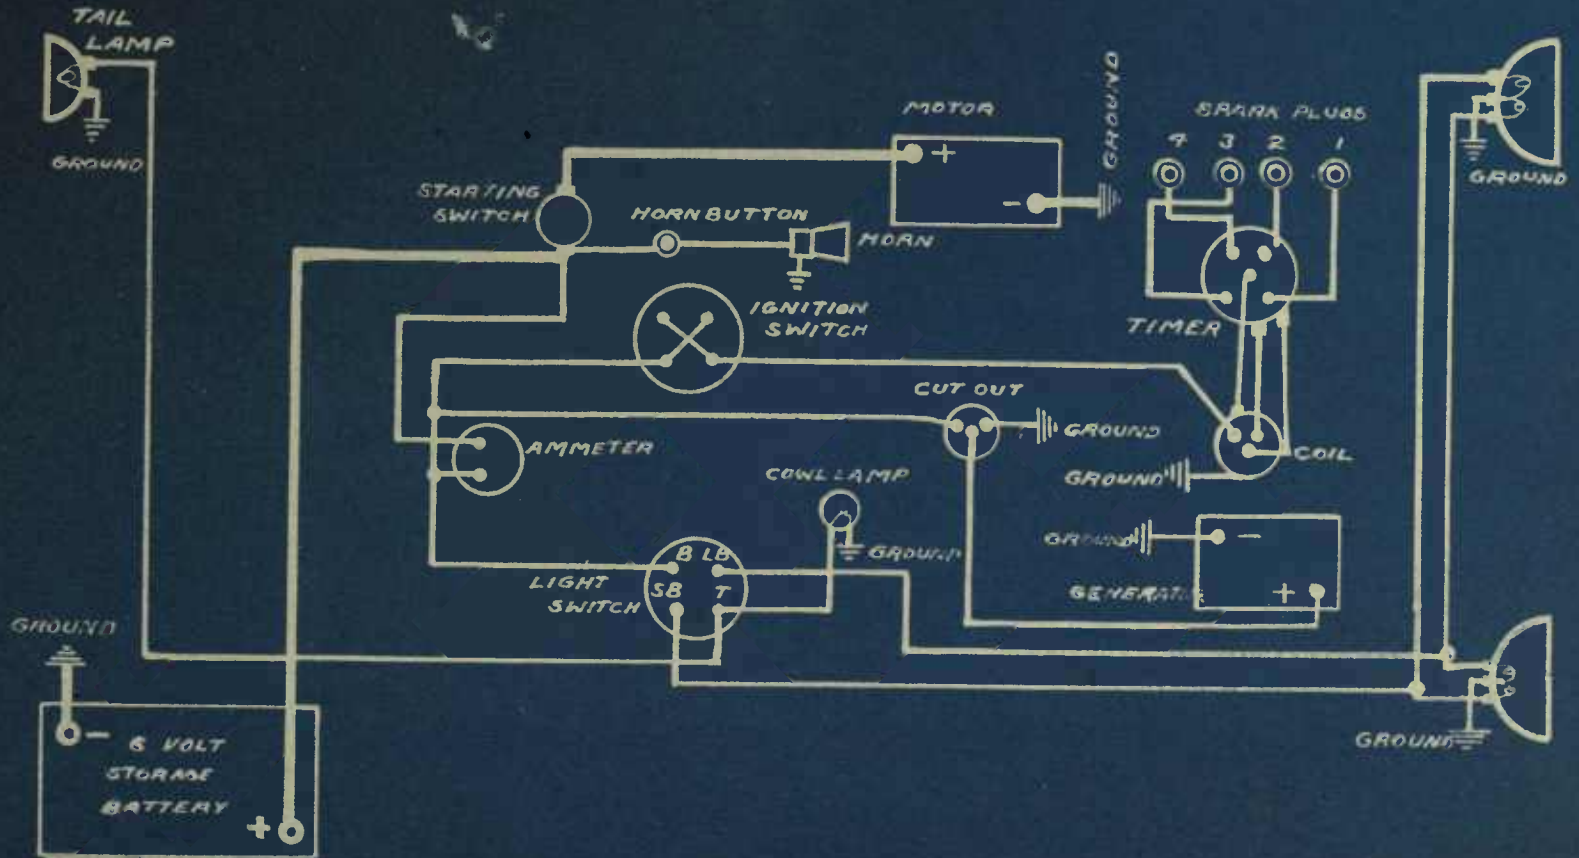 TAIL
LAMP
GROUND
MOTOR
+
-
GROUND
SPARK PLUGS
4 3 2 1
GROUND
STARTING
SWITCH
HORN BUTTON
HORN
IGNITION
SWITCH
TIMER
CUT OUT
GROUND
AMMETER
COWL LAMP
GROUND
COIL
GROUND
GROUND
-
GENERAT
+
B LB
SB T
LIGHT
SWITCH
GROUND
- 6 VOLT
STORAGE
BATTERY
+
GROUND